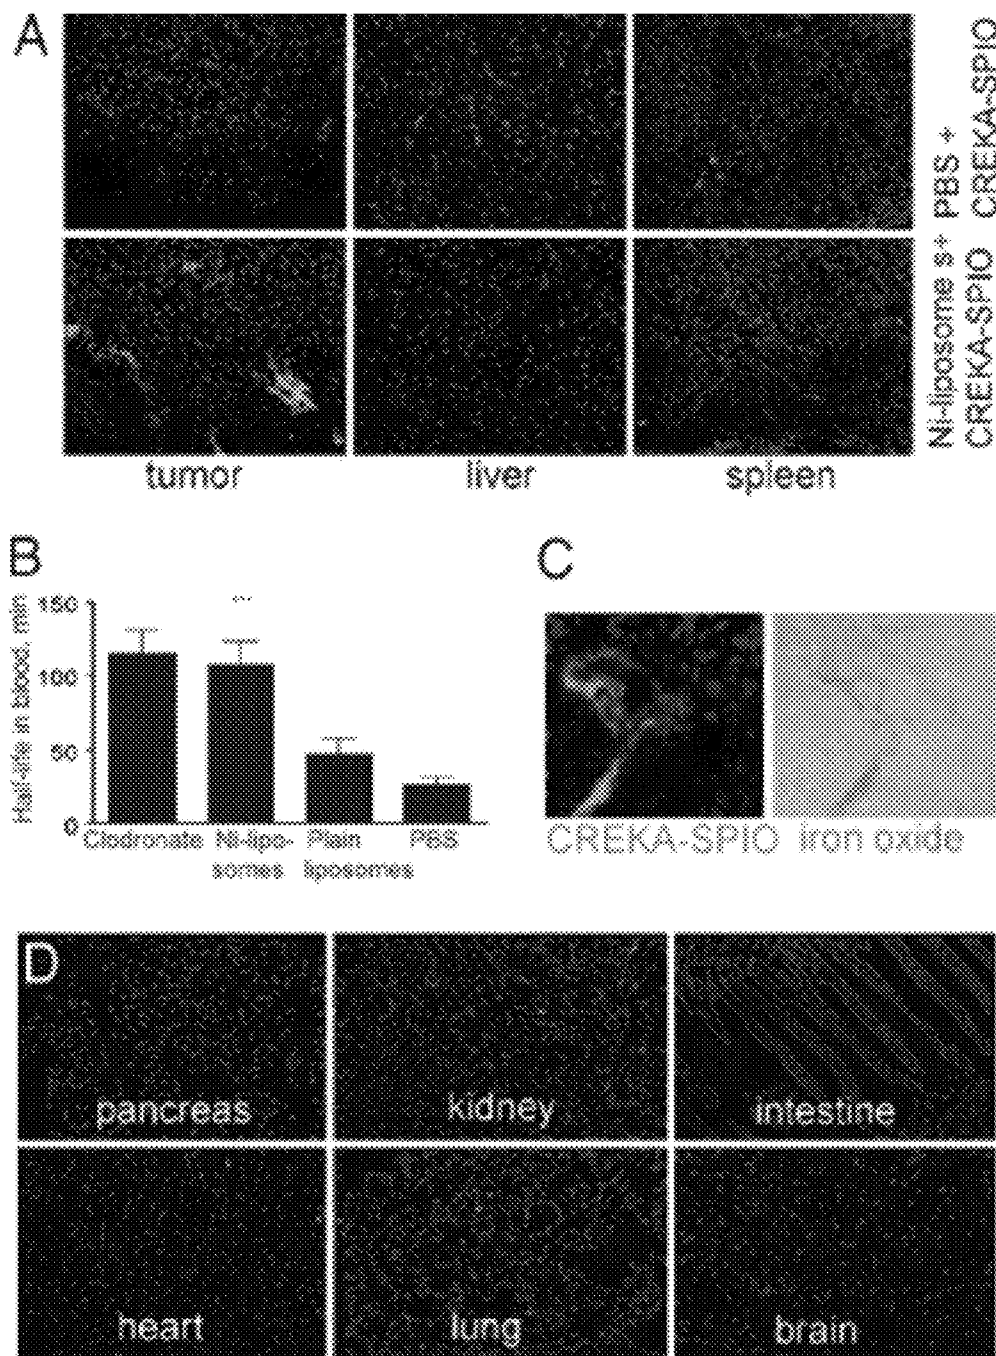 A
PBS +
CREKA-SPIO
Ni-liposome s+
CREKA-SPIO
tumor liver spleen
B
Half-life in blood, min
150
100
50
0
Clodronate Ni-lipo- Plain PBS
somes liposomes
C
CREKA-SPIO iron oxide
D
pancreas kidney intestine
heart lung brain